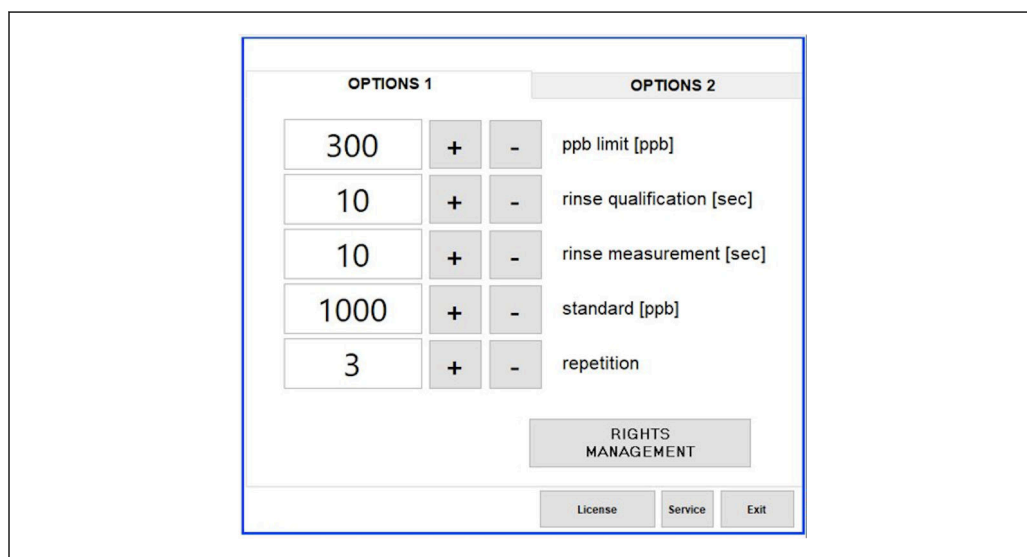 OPTIONS 1 OPTIONS 2
300 + - ppb limit [ppb]
10 + - rinse qualification [sec]
10 + - rinse measurement [sec]
1000 + - standard [ppb]
3 + - repetition
RIGHTS
MANAGEMENT
License Service Exit